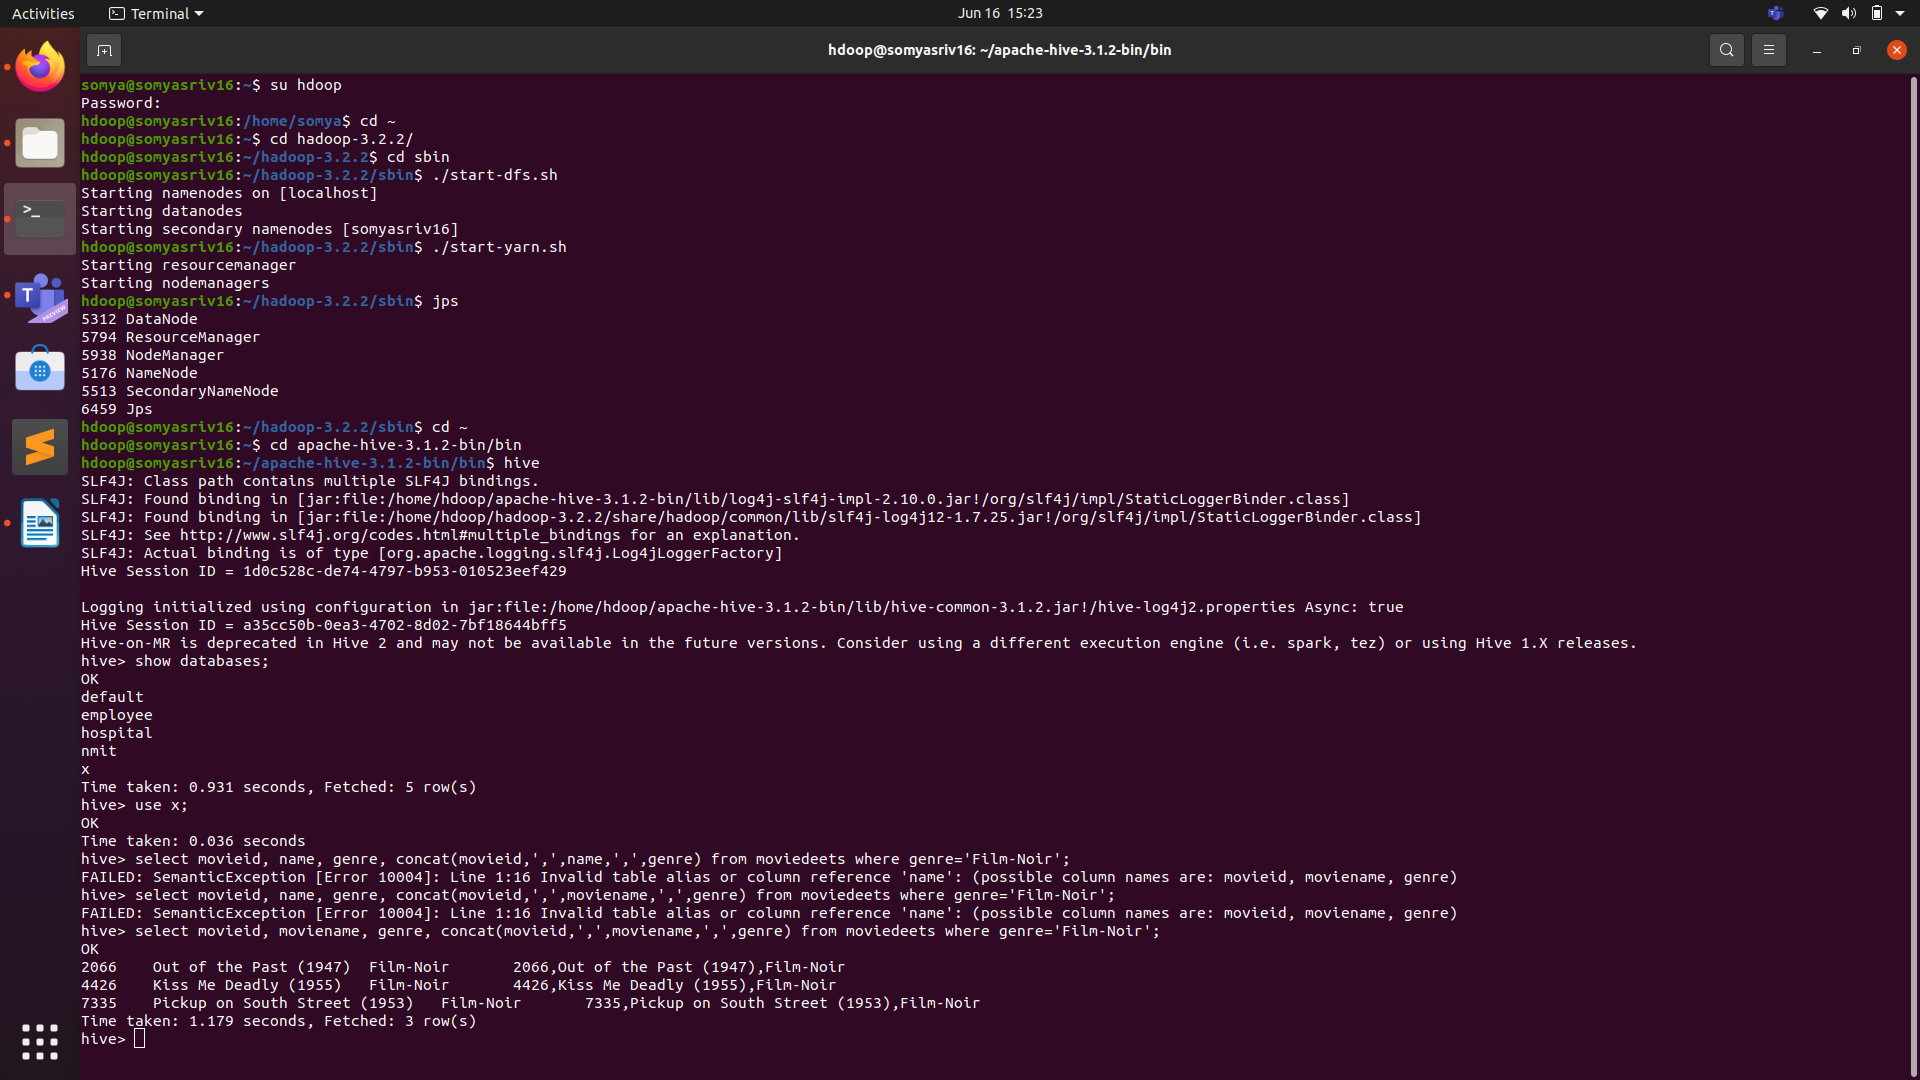 Activities
Terminal
Jun 16 15:23
hdoop@somyasriv16: ~/apache-hive-3.1.2-bin/bin
somya@somyasriv16:~$ su hdoop
Password:
hdoop@somyasriv16:/home/somya$ cd ~
hdoop@somyasriv16:~$ cd hadoop-3.2.2/
hdoop@somyasriv16:~/hadoop-3.2.2$ cd sbin
hdoop@somyasriv16:~/hadoop-3.2.2/sbin$ ./start-dfs.sh
Starting namenodes on [localhost]
Starting datanodes
Starting secondary namenodes [somyasriv16]
hdoop@somyasriv16:~/hadoop-3.2.2/sbin$ ./start-yarn.sh
Starting resourcemanager
Starting nodemanagers
hdoop@somyasriv16:~/hadoop-3.2.2/sbin$ jps
5312 DataNode
5794 ResourceManager
5938 NodeManager
5176 NameNode
5513 SecondaryNameNode
6459 Jps
hdoop@somyasriv16:~/hadoop-3.2.2/sbin$ cd ~
hdoop@somyasriv16:~$ cd apache-hive-3.1.2-bin/bin
hdoop@somyasriv16:~/apache-hive-3.1.2-bin/bin$ hive
SLF4J: Class path contains multiple SLF4J bindings.
SLF4J: Found binding in [jar:file:/home/hdoop/apache-hive-3.1.2-bin/lib/log4j-slf4j-impl-2.10.0.jar!/org/slf4j/impl/StaticLoggerBinder.class]
SLF4J: Found binding in [jar:file:/home/hdoop/hadoop-3.2.2/share/hadoop/common/lib/slf4j-log4j12-1.7.25.jar!/org/slf4j/impl/StaticLoggerBinder.class]
SLF4J: See http://www.slf4j.org/codes.html#multiple_bindings for an explanation.
SLF4J: Actual binding is of type [org.apache.logging.slf4j.Log4jLoggerFactory]
Hive Session ID = 1d0c528c-de74-4797-b953-010523eef429
Logging initialized using configuration in jar:file:/home/hdoop/apache-hive-3.1.2-bin/lib/hive-common-3.1.2.jar!/hive-log4j2.properties Async: true
Hive Session ID = a35cc50b-0ea3-4702-8d02-7bf18644bff5
Hive-on-MR is deprecated in Hive 2 and may not be available in the future versions. Consider using a different execution engine (i.e. spark, tez) or using Hive 1.X releases.
hive> show databases;
OK
default
employee
hospital
nmit
x
Time taken: 0.931 seconds, Fetched: 5 row(s)
hive> use x;
OK
Time taken: 0.036 seconds
hive> select movieid, name, genre, concat(movieid,',',name,',',genre) from moviedeets where genre='Film-Noir';
FAILED: SemanticException [Error 10004]: Line 1:16 Invalid table alias or column reference 'name': (possible column names are: movieid, moviename, genre)
hive> select movieid, name, genre, concat(movieid,',',moviename,',',genre) from moviedeets where genre='Film-Noir';
FAILED: SemanticException [Error 10004]: Line 1:16 Invalid table alias or column reference 'name': (possible column names are: movieid, moviename, genre)
hive> select movieid, moviename, genre, concat(movieid,',',moviename,',',genre) from moviedeets where genre='Film-Noir';
OK
2066 Out of the Past (1947) Film-Noir 2066,Out of the Past (1947),Film-Noir
4426 Kiss Me Deadly (1955) Film-Noir 4426,Kiss Me Deadly (1955),Film-Noir
7335 Pickup on South Street (1953) Film-Noir 7335,Pickup on South Street (1953),Film-Noir
Time taken: 1.179 seconds, Fetched: 3 row(s)
hive>
T
PREVIEW